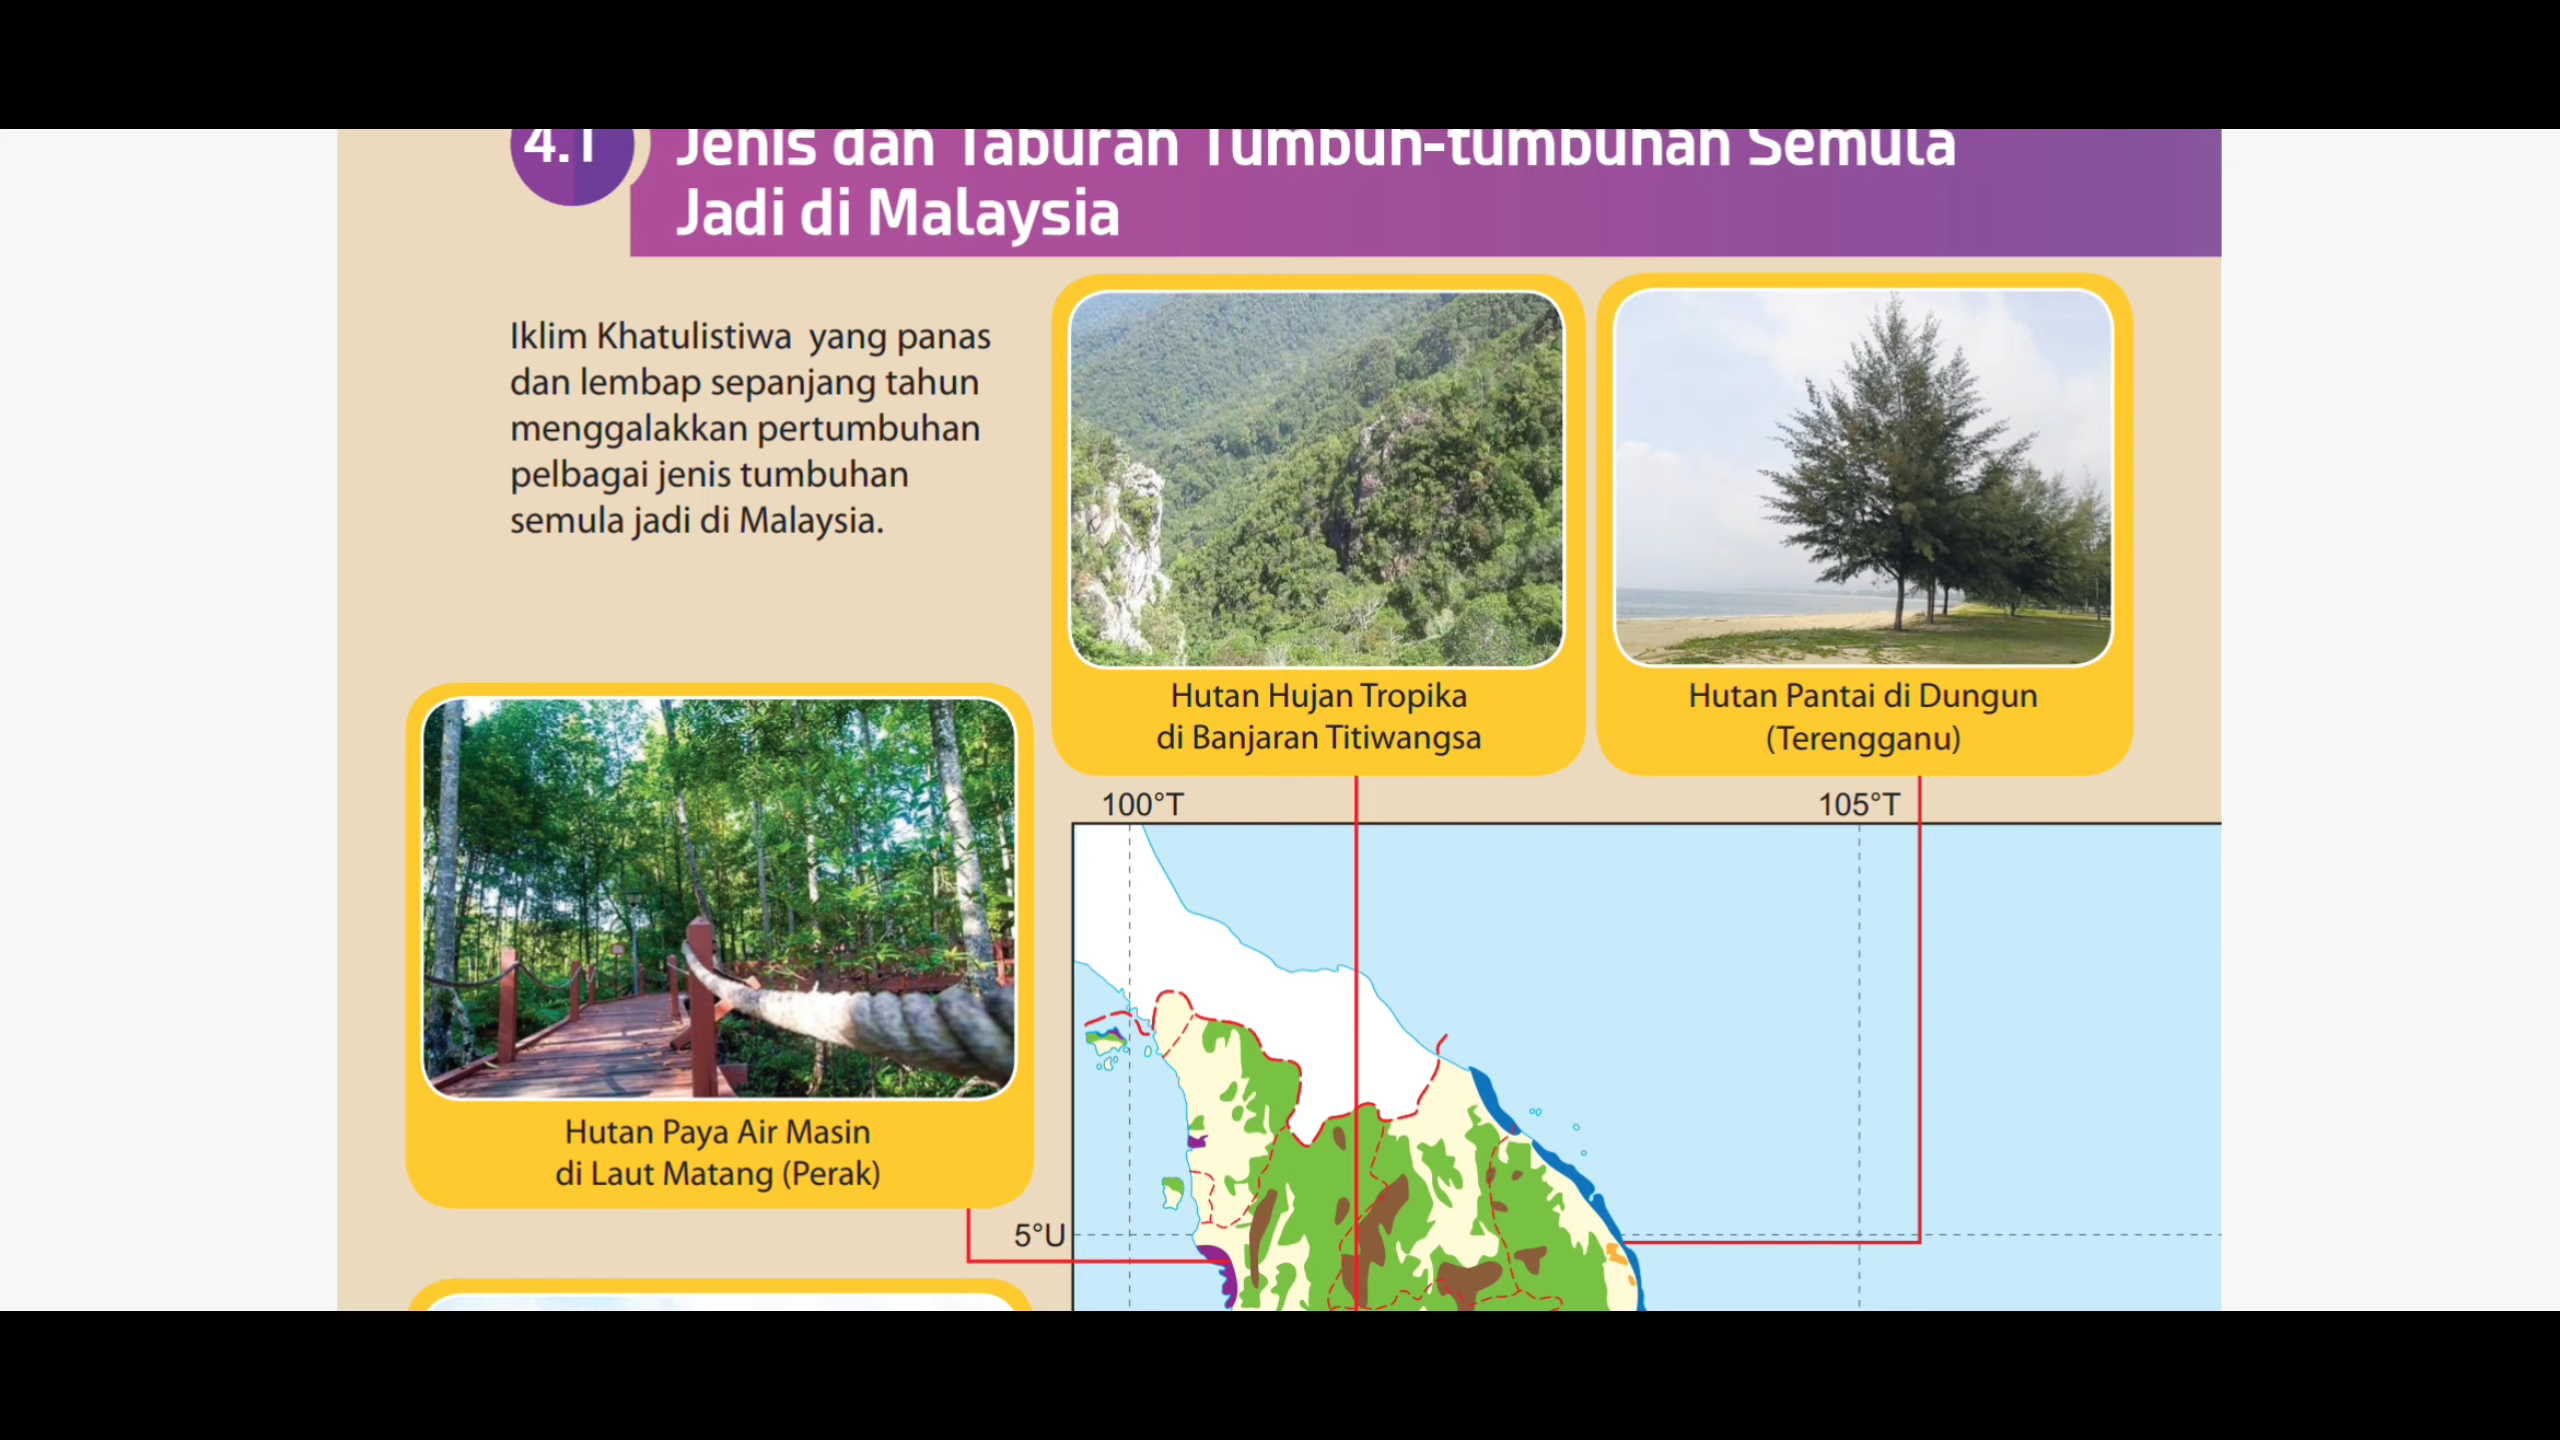 4.1
Jenis dan Taburan Tumbuh-tumbuhan Semula
Jadi di Malaysia
Iklim Khatulistiwa yang panas
dan lembap sepanjang tahun
menggalakkan pertumbuhan
pelbagai jenis tumbuhan
semula jadi di Malaysia.
Hutan Hujan Tropika
di Banjaran Titiwangsa
Hutan Pantai di Dungun
(Terengganu)
Hutan Paya Air Masin
di Laut Matang (Perak)
100°T
105°T
5°U